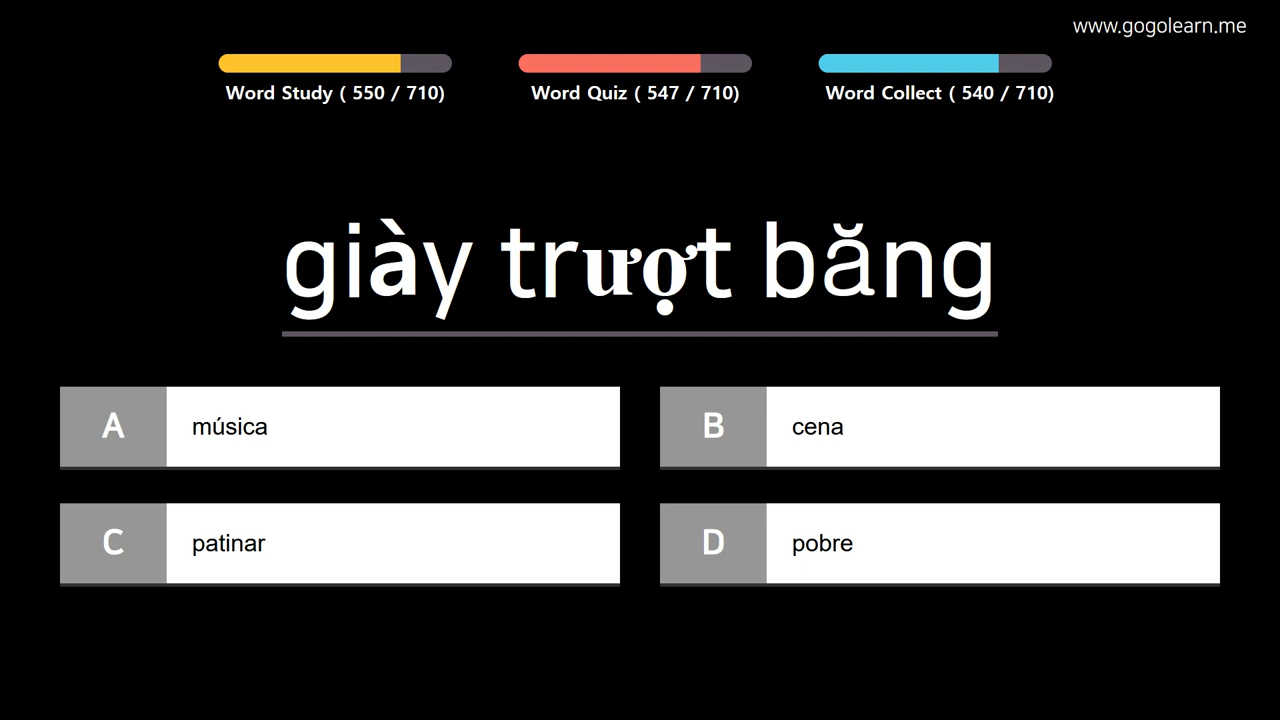 www.gogolearn.me
Word Study ( 550 / 710)
Word Quiz ( 547 / 710)
Word Collect ( 540 / 710)
giày trượt băng
A música
B cena
C patinar
D pobre